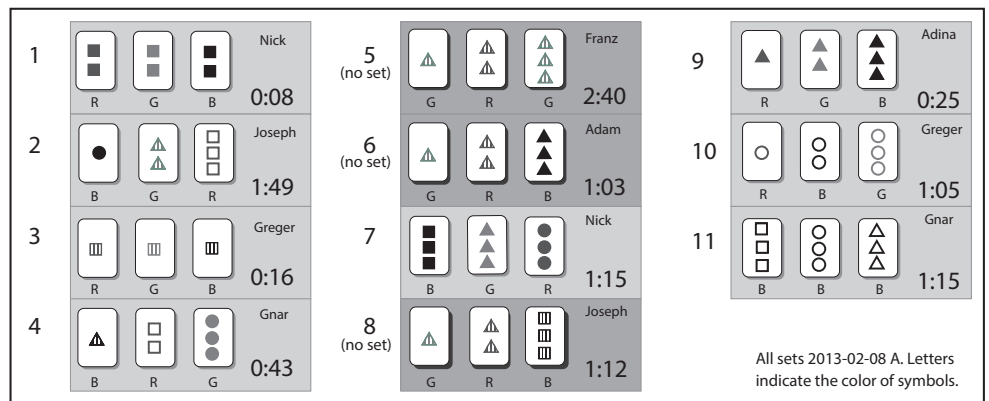 1
Nick
R G B
0:08
2
Joseph
B G R
1:49
3
Greger
R G B
0:16
4
Gnar
B R G
0:43
5
(no set)
Franz
G R G
2:40
6
(no set)
Adam
G R B
1:03
7
Nick
B G R
1:15
8
(no set)
Joseph
G R B
1:12
9
Adina
R G B
0:25
10
Greger
R B G
1:05
11
Gnar
B B B
1:15
All sets 2013-02-08 A. Letters
indicate the color of symbols.